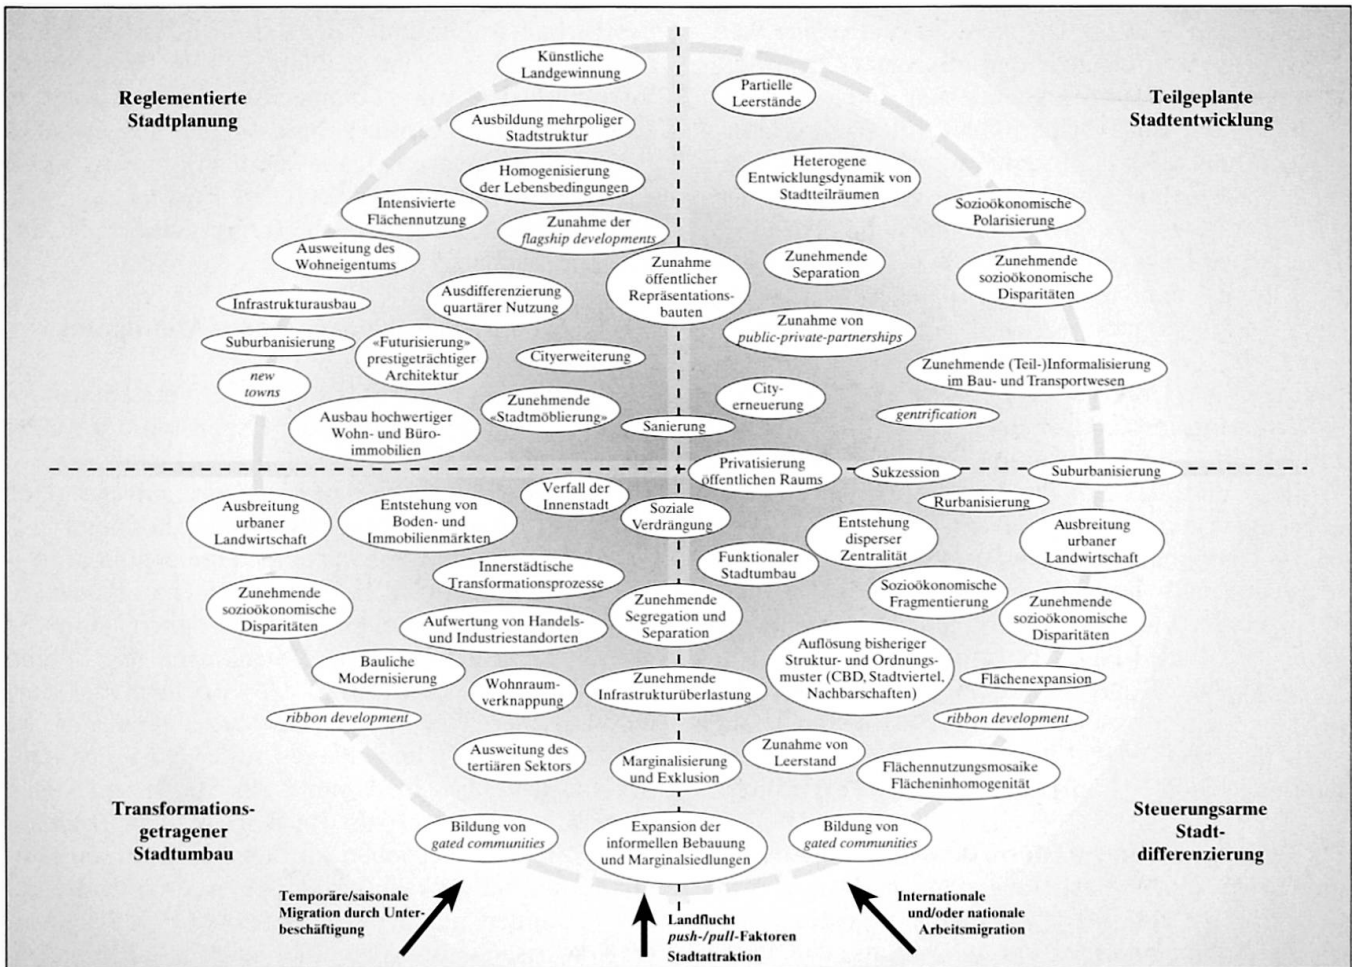 Reglementierte
Stadtplanung
Künstliche
Landgewinnung
Ausbildung mehrpoliger
Stadtstruktur
Homogenisierung
der Lebensbedingungen
Intensivierte
Flächennutzung
Zunahme der
flagship developments
Ausweitung des
Wohneigentums
Ausdifferenzierung
quartärer Nutzung
Zunahme
öffentlicher
Repräsentations-
bauten
Infrastrukturausbau
Suburbanisierung
«Futurisierung»
prestigeträchtiger
Architektur
Cityerweiterung
new
towns
Ausbau hochwertiger
Wohn- und Büro-
immobilien
Zunehmende
«Stadtmöblierung»
Sanierung
Teilgeplante
Stadtentwicklung
Partielle
Leerstände
Heterogene
Entwicklungsdynamik von
Stadtteilräumen
Sozioökonomische
Polarisierung
Zunehmende
Separation
Zunehmende
sozioökonomische
Disparitäten
Zunahme von
public-private-partnerships
Zunehmende (Teil-)Informalisierung
im Bau- und Transportwesen
City-
erneuerung
gentrification
Privatisierung
öffentlichen Raums
Sukzession
Suburbanisierung
Rurbanisierung
Ausbreitung
urbaner
Landwirtschaft
Entstehung von
Boden- und
Immobilienmärkten
Verfall der
Innenstadt
Soziale
Verdrängung
Innerstädtische
Transformationsprozesse
Zunehmende
sozioökonomische
Disparitäten
Aufwertung von Handels-
und Industriestandorten
Zunehmende
Segregation und
Separation
Bauliche
Modernisierung
Wohnraum-
verknappung
Zunehmende
Infrastrukturüberlastung
ribbon development
Ausweitung des
tertiären Sektors
Marginalisierung
und Exklusion
Transformations-
getragener
Stadtumbau
Bildung von
gated communities
Expansion der
informellen Bebauung
und Marginalsiedlungen
Entstehung
disperser
Zentralität
Ausbreitung
urbaner
Landwirtschaft
Funktionaler
Stadtumbau
Sozioökonomische
Fragmentierung
Zunehmende
sozioökonomische
Disparitäten
Auflösung bisheriger
Struktur- und Ordnungs-
muster (CBD, Stadtviertel,
Nachbarschaften)
Flächenexpansion
ribbon development
Zunahme von
Leerstand
Flächennutzungsmosaike
Flächeninhomogenität
Steuerungsarme
Stadt-
differenzierung
Bildung von
gated communities
Temporäre/saisonale
Migration durch Unter-
beschäftigung
Landflucht
push-/pull-Faktoren
Stadtattraktion
Internationale
und/oder nationale
Arbeitsmigration